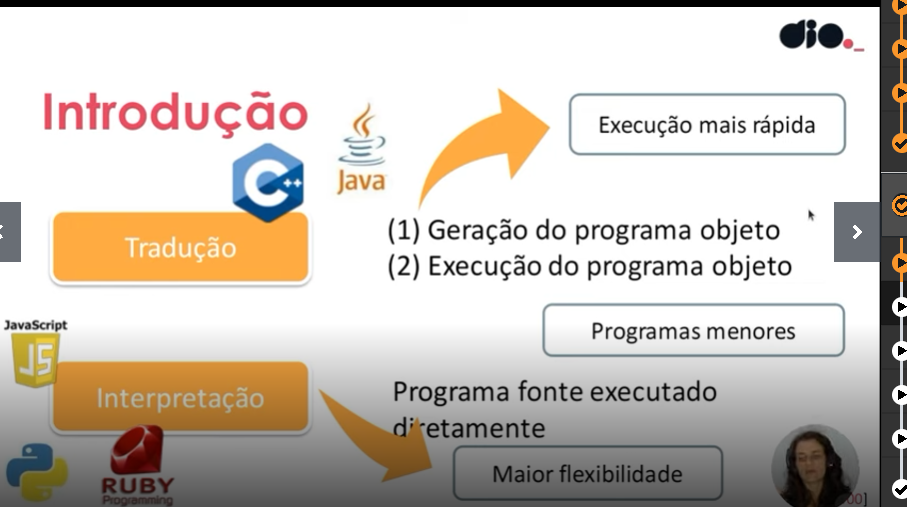 dio._
Introdução
C++
Java
Execução mais rápida
Tradução
(1) Geração do programa objeto
(2) Execução do programa objeto
Programas menores
JavaScript
JS
Interpretação
Programa fonte executado
diretamente
Maior flexibilidade
RUBY
Programming
00]